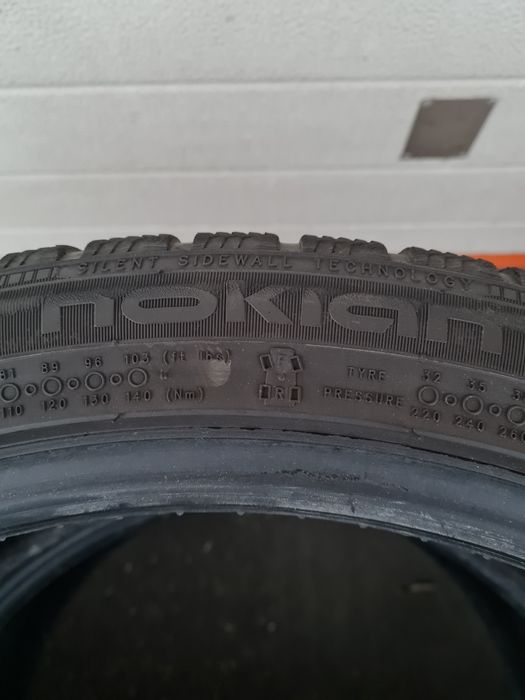 SILENT SIDEWALL TECHNOLOGY
nokian
81 89 96 103 (ft lbs)
110 120 130 140 (Nm)
F
R
TYRE PRESSURE
32 35
220 240 260